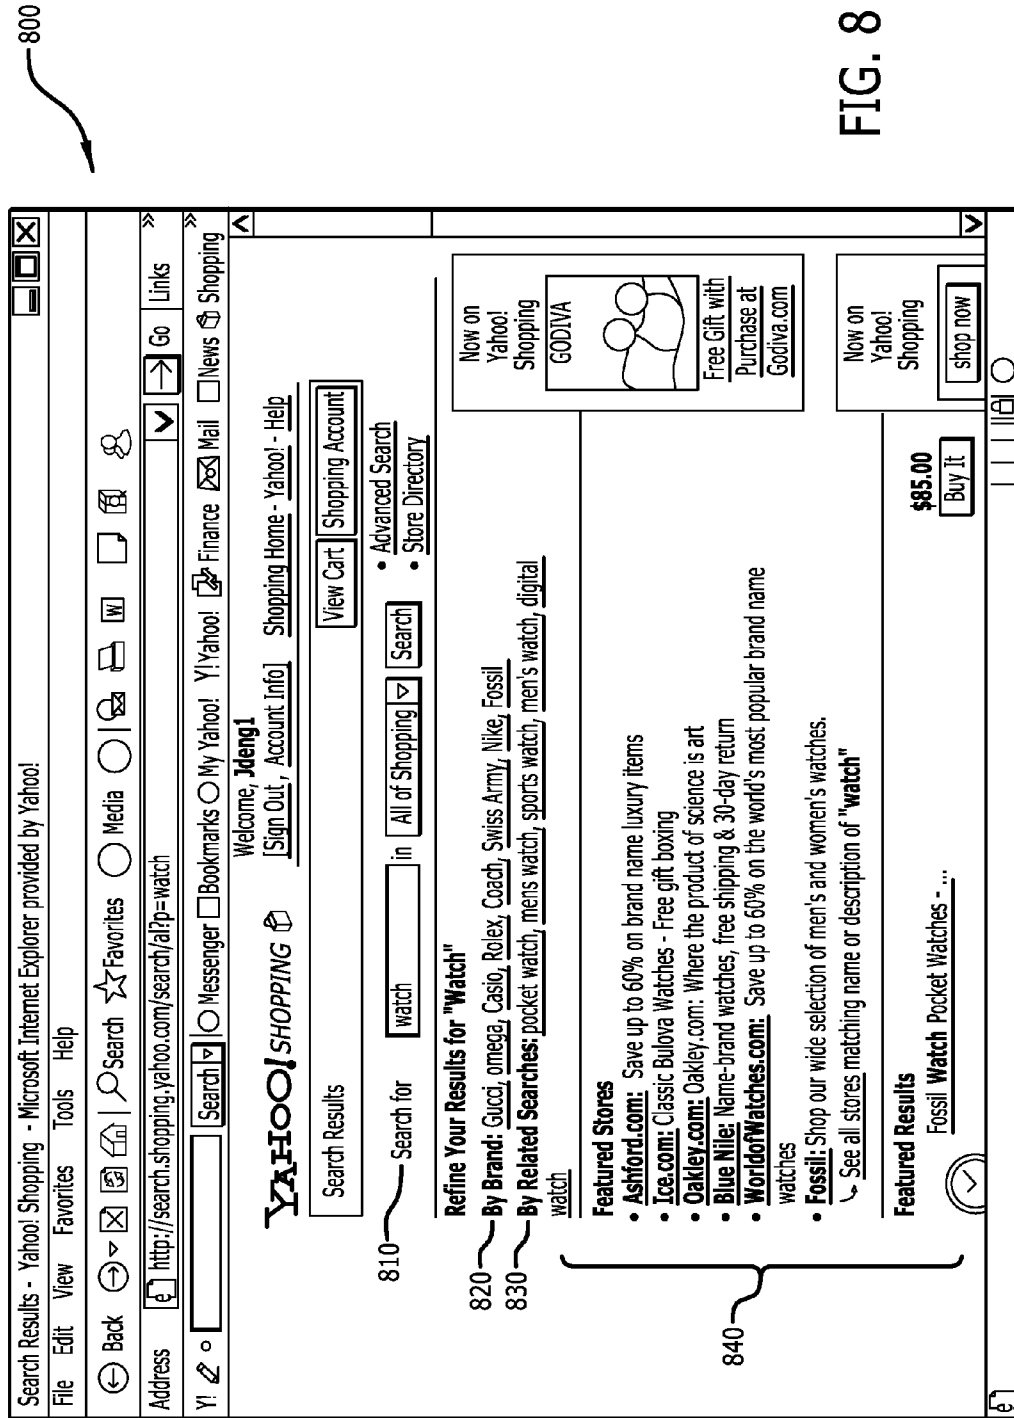 800
Search Results - Yahoo! Shopping - Microsoft Internet Explorer provided by Yahoo!
File Edit View Favorites Tools Help
Back Search Favorites Media W
Address e http://search.shopping.yahoo.com/search/al?p=watch Go Links »
Y! Search Messenger Bookmarks My Yahoo! Y! Yahoo! Finance Mail News Shopping »
YAHOO! SHOPPING
Welcome, Jdeng1
[Sign Out, Account Info] Shopping Home - Yahoo! - Help
Search Results View Cart Shopping Account
810 Search for watch in All of Shopping Search
• Advanced Search
• Store Directory
Refine Your Results for "Watch"
820 By Brand: Gucci, omega, Casio, Rolex, Coach, Swiss Army, Nike, Fossil
830 By Related Searches: pocket watch, mens watch, sports watch, men's watch, digital
watch
840
Featured Stores
• Ashford.com: Save up to 60% on brand name luxury items
• Ice.com: Classic Bulova Watches - Free gift boxing
• Oakley.com: Oakley.com: Where the product of science is art
• Blue Nile: Name-brand watches, free shipping & 30-day return
• WorldofWatches.com: Save up to 60% on the world's most popular brand name
watches
• Fossil: Shop our wide selection of men's and women's watches.
See all stores matching name or description of "watch"
Featured Results
Fossil Watch Pocket Watches - ...
$85.00
Buy It
Now on
Yahoo!
Shopping
GODIVA
Free Gift with
Purchase at
Godiva.com
Now on
Yahoo!
Shopping
shop now
e
FIG. 8